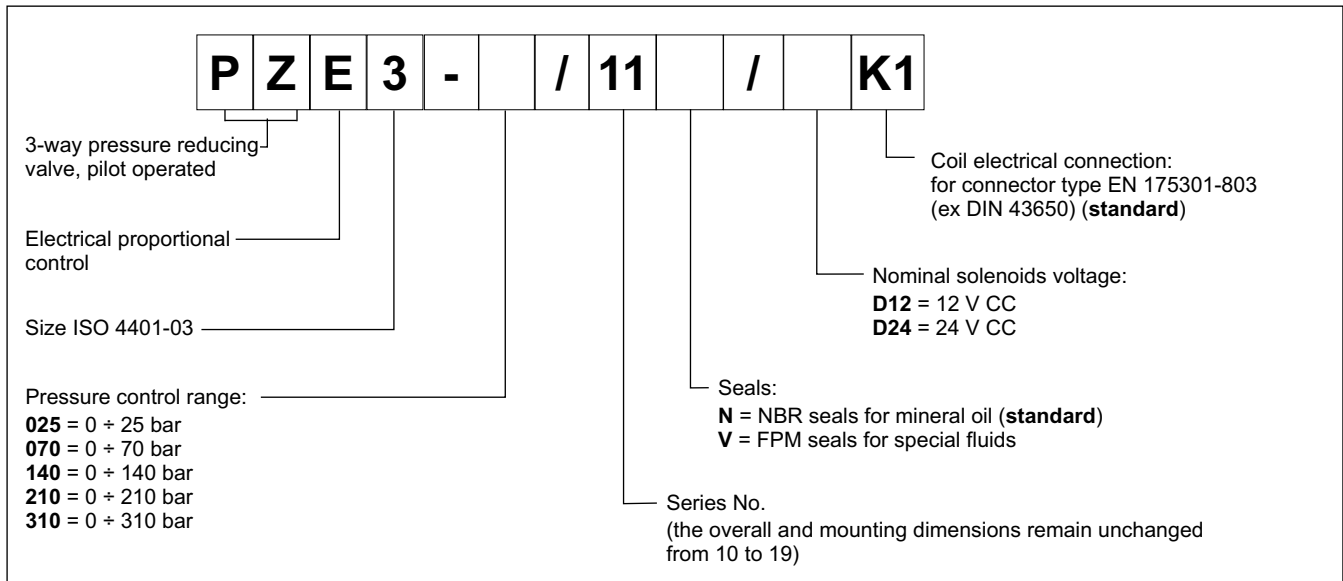 PZE3- /11 / K1
3-way pressure reducing
valve, pilot operated
Electrical proportional
control
Size ISO 4401-03
Pressure control range:
025 = 0 ÷ 25 bar
070 = 0 ÷ 70 bar
140 = 0 ÷ 140 bar
210 = 0 ÷ 210 bar
310 = 0 ÷ 310 bar
Coil electrical connection:
for connector type EN 175301-803
(ex DIN 43650) (standard)
Nominal solenoids voltage:
D12 = 12 V CC
D24 = 24 V CC
Seals:
N = NBR seals for mineral oil (standard)
V = FPM seals for special fluids
Series No.
(the overall and mounting dimensions remain unchanged
from 10 to 19)